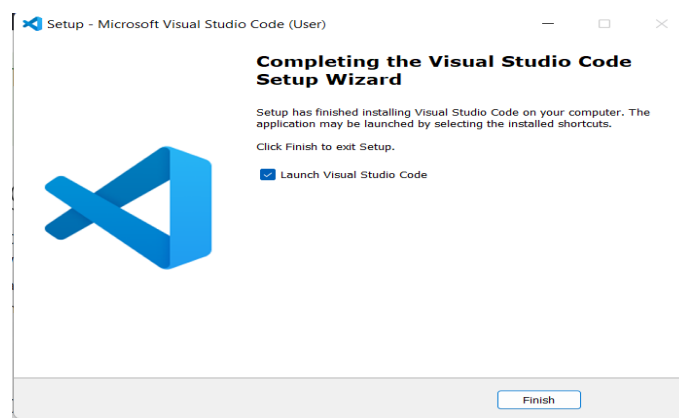 Setup - Microsoft Visual Studio Code (User)
Completing the Visual Studio Code
Setup Wizard
Setup has finished installing Visual Studio Code on your computer. The
application may be launched by selecting the installed shortcuts.
Click Finish to exit Setup.
Launch Visual Studio Code
Finish